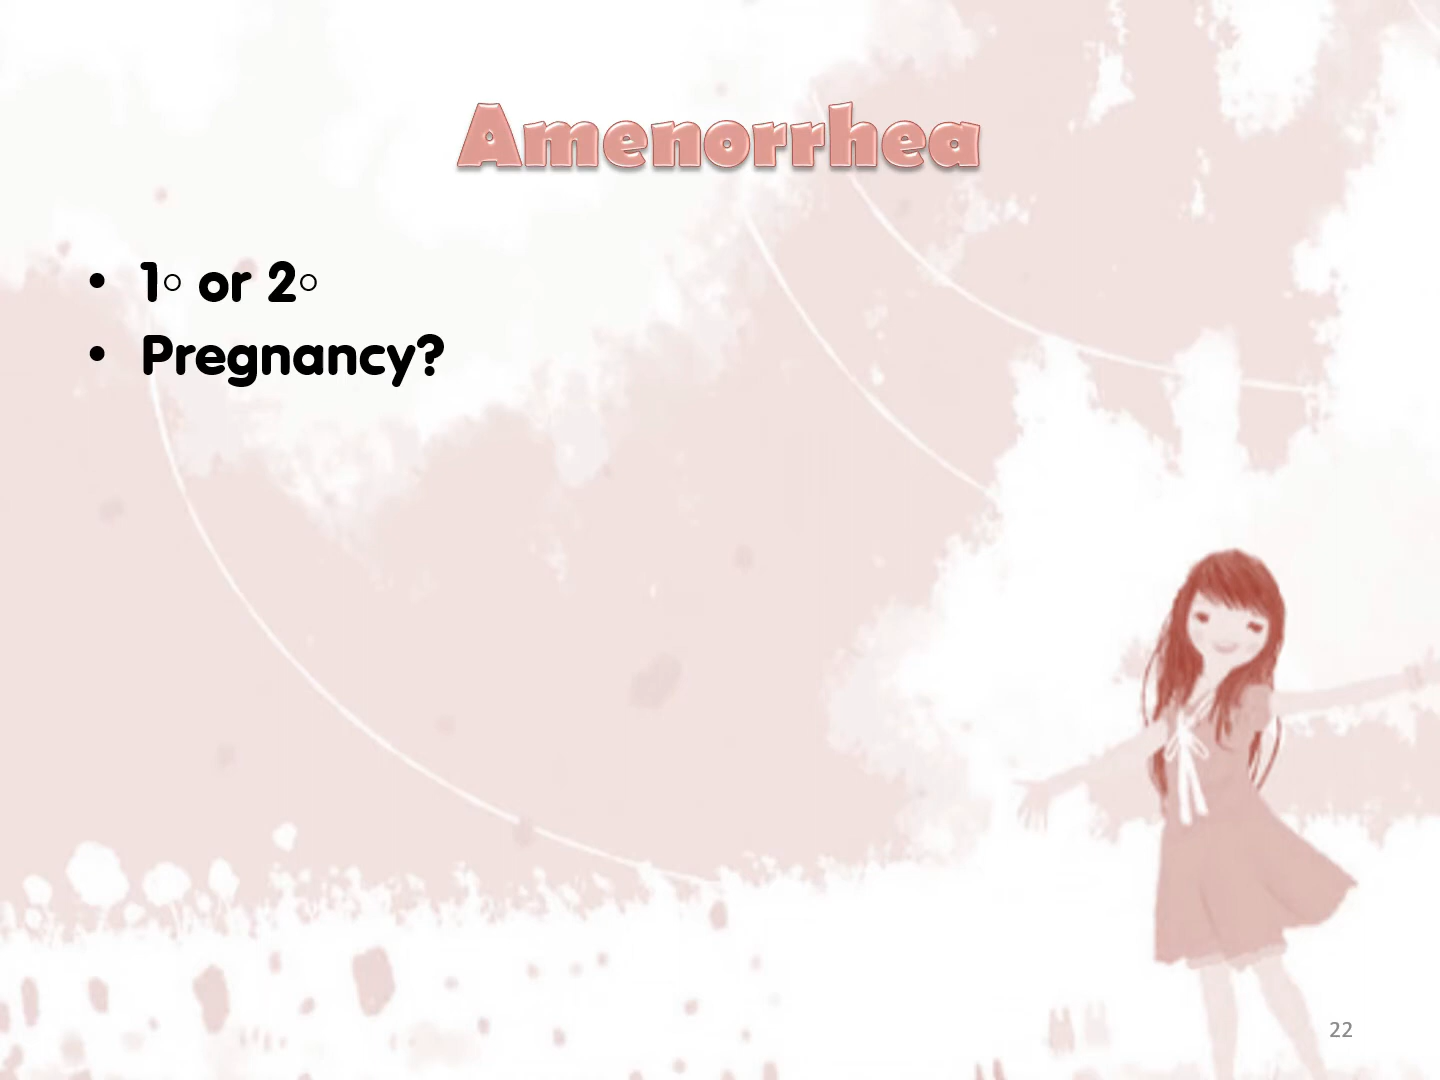 Amenorrhea
• 1◦ or 2◦
• Pregnancy?
22